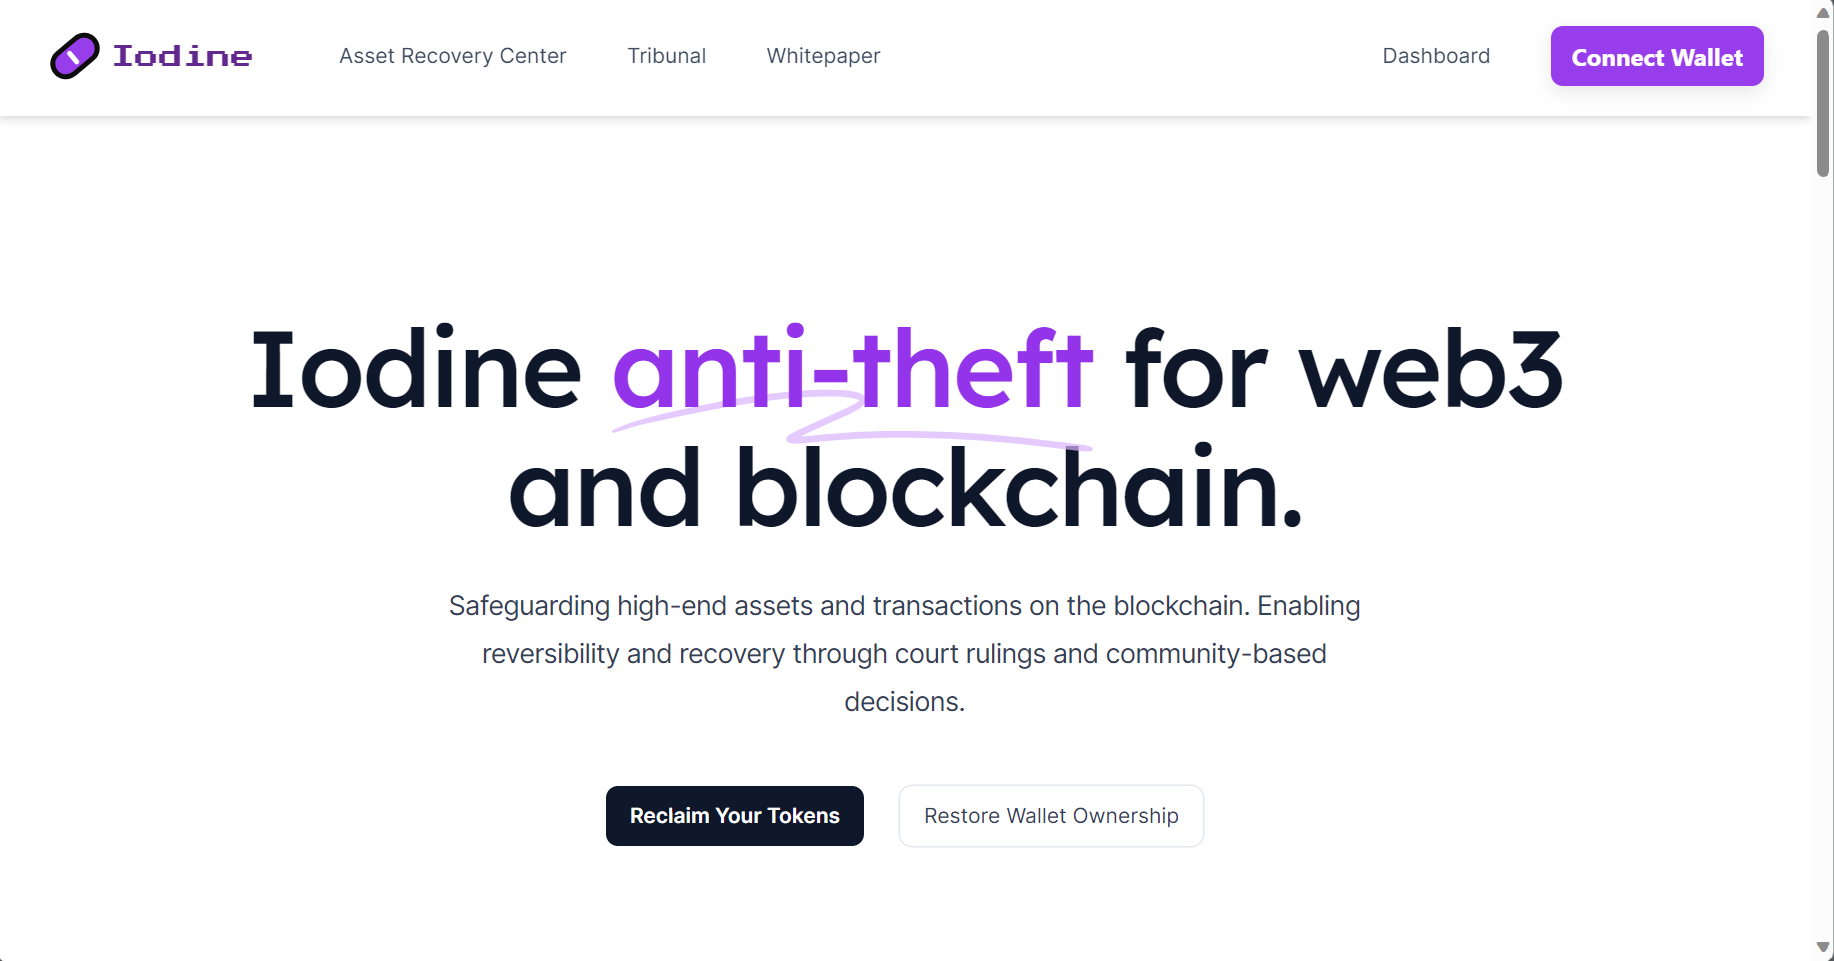 Iodine
Asset Recovery Center
Tribunal
Whitepaper
Dashboard
Connect Wallet
Iodine anti-theft for web3
and blockchain.
Safeguarding high-end assets and transactions on the blockchain. Enabling
reversibility and recovery through court rulings and community-based
decisions.
Reclaim Your Tokens
Restore Wallet Ownership